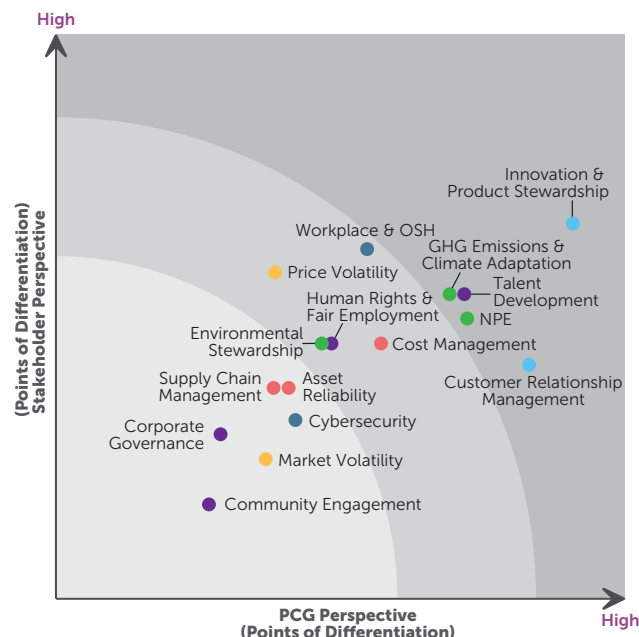 High
(Points of Differentiation)
Stakeholder Perspective
Innovation &
Product Stewardship
Workplace & OSH
GHG Emissions &
Climate Adaptation
Price Volatility
Talent
Development
Human Rights &
Fair Employment
NPE
Environmental
Stewardship
Cost Management
Customer Relationship
Management
Supply Chain
Management
Asset
Reliability
Corporate
Governance
Cybersecurity
Market Volatility
Community Engagement
PCG Perspective
(Points of Differentiation)
High